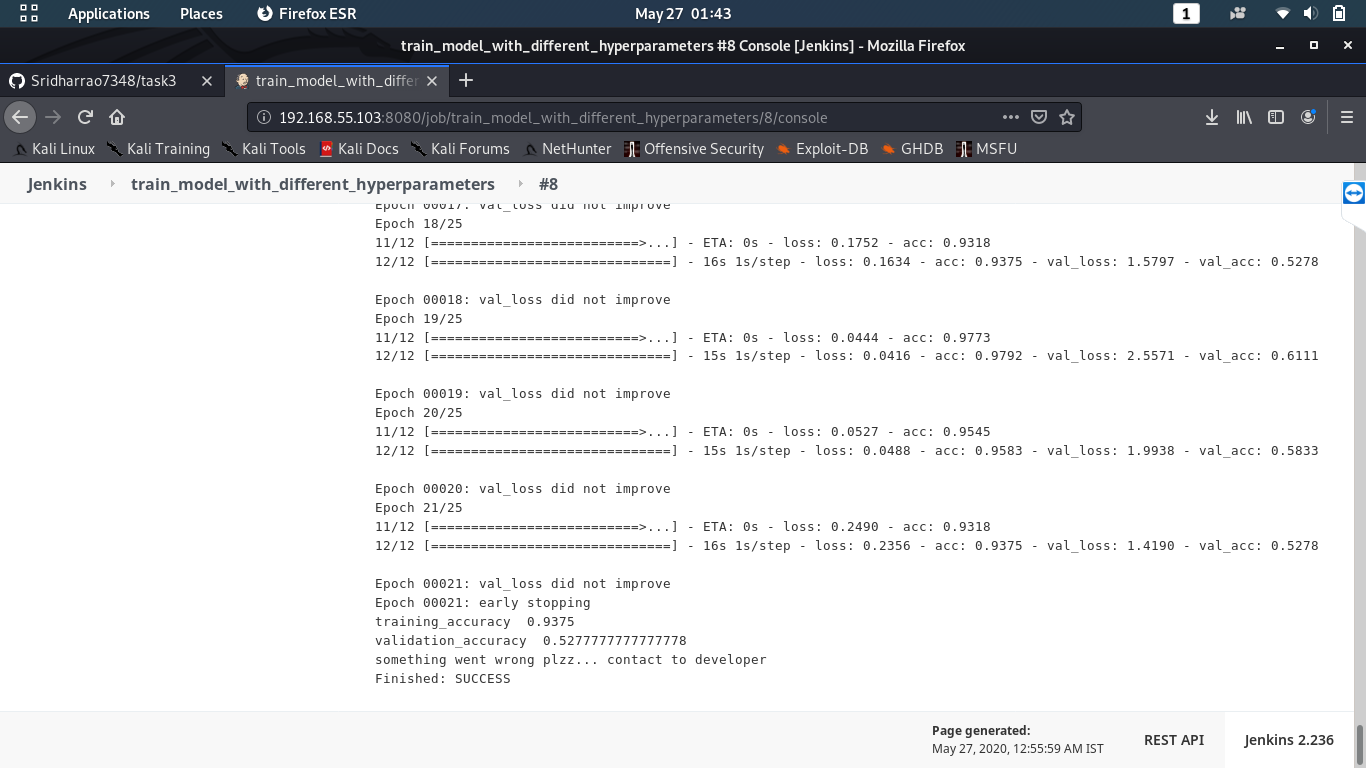 Applications Places Firefox ESR May 27 01:43 1
train_model_with_different_hyperparameters #8 Console [Jenkins] - Mozilla Firefox
Sridharrao7348/task3 train_model_with_differ
192.168.55.103:8080/job/train_model_with_different_hyperparameters/8/console
Kali Linux Kali Training Kali Tools Kali Docs Kali Forums NetHunter Offensive Security Exploit-DB GHDB MSFU
Jenkins train_model_with_different_hyperparameters #8
Epoch 00017: val_loss did not improve
Epoch 18/25
11/12 [==========================>...] - ETA: 0s - loss: 0.1752 - acc: 0.9318
12/12 [==============================] - 16s 1s/step - loss: 0.1634 - acc: 0.9375 - val_loss: 1.5797 - val_acc: 0.5278
Epoch 00018: val_loss did not improve
Epoch 19/25
11/12 [==========================>...] - ETA: 0s - loss: 0.0444 - acc: 0.9773
12/12 [==============================] - 15s 1s/step - loss: 0.0416 - acc: 0.9792 - val_loss: 2.5571 - val_acc: 0.6111
Epoch 00019: val_loss did not improve
Epoch 20/25
11/12 [==========================>...] - ETA: 0s - loss: 0.0527 - acc: 0.9545
12/12 [==============================] - 15s 1s/step - loss: 0.0488 - acc: 0.9583 - val_loss: 1.9938 - val_acc: 0.5833
Epoch 00020: val_loss did not improve
Epoch 21/25
11/12 [==========================>...] - ETA: 0s - loss: 0.2490 - acc: 0.9318
12/12 [==============================] - 16s 1s/step - loss: 0.2356 - acc: 0.9375 - val_loss: 1.4190 - val_acc: 0.5278
Epoch 00021: val_loss did not improve
Epoch 00021: early stopping
training_accuracy  0.9375
validation_accuracy  0.5277777777777778
something went wrong plzz... contact to developer
Finished: SUCCESS
Page generated:
May 27, 2020, 12:55:59 AM IST
REST API
Jenkins 2.236